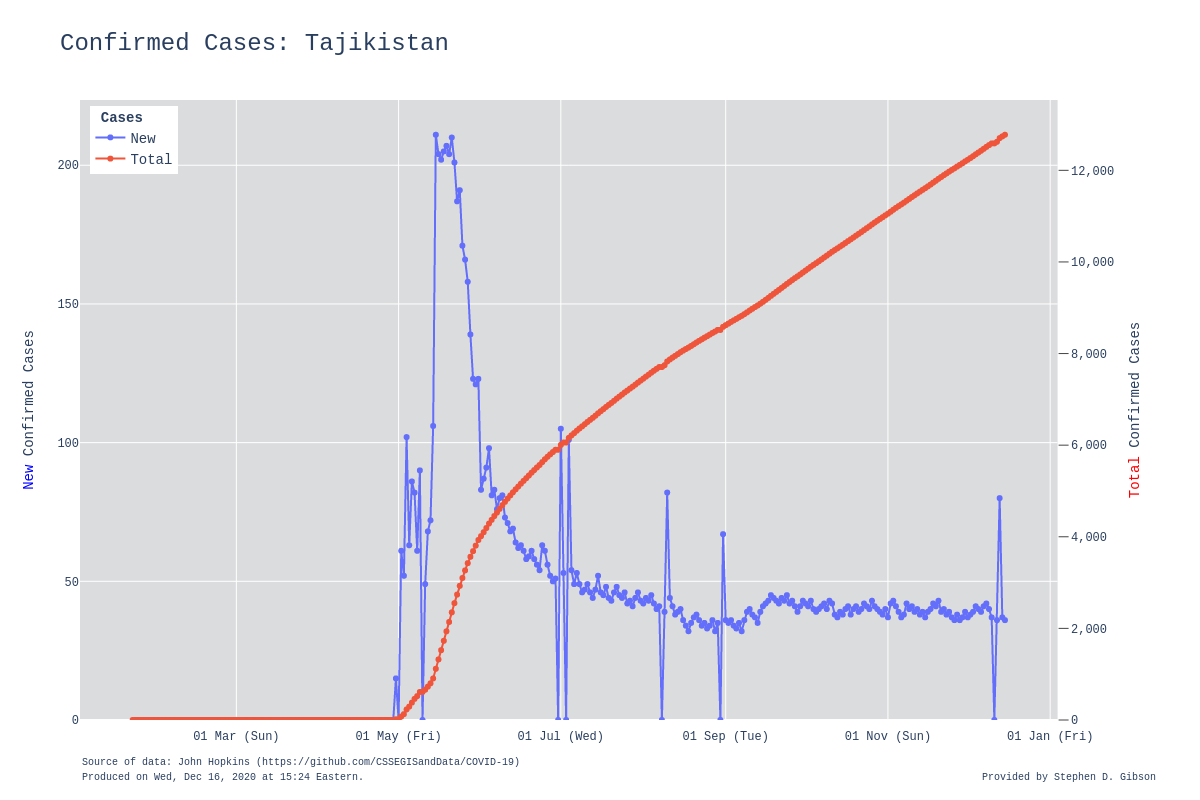 Confirmed Cases: Tajikistan
Cases
New
Total
200
150
100
50
0
New Confirmed Cases
12,000
10,000
8,000
6,000
4,000
2,000
0
Total Confirmed Cases
01 Mar (Sun) 01 May (Fri) 01 Jul (Wed) 01 Sep (Tue) 01 Nov (Sun) 01 Jan (Fri)
Source of data: John Hopkins (https://github.com/CSSEGISandData/COVID-19)
Produced on Wed, Dec 16, 2020 at 15:24 Eastern.
Provided by Stephen D. Gibson